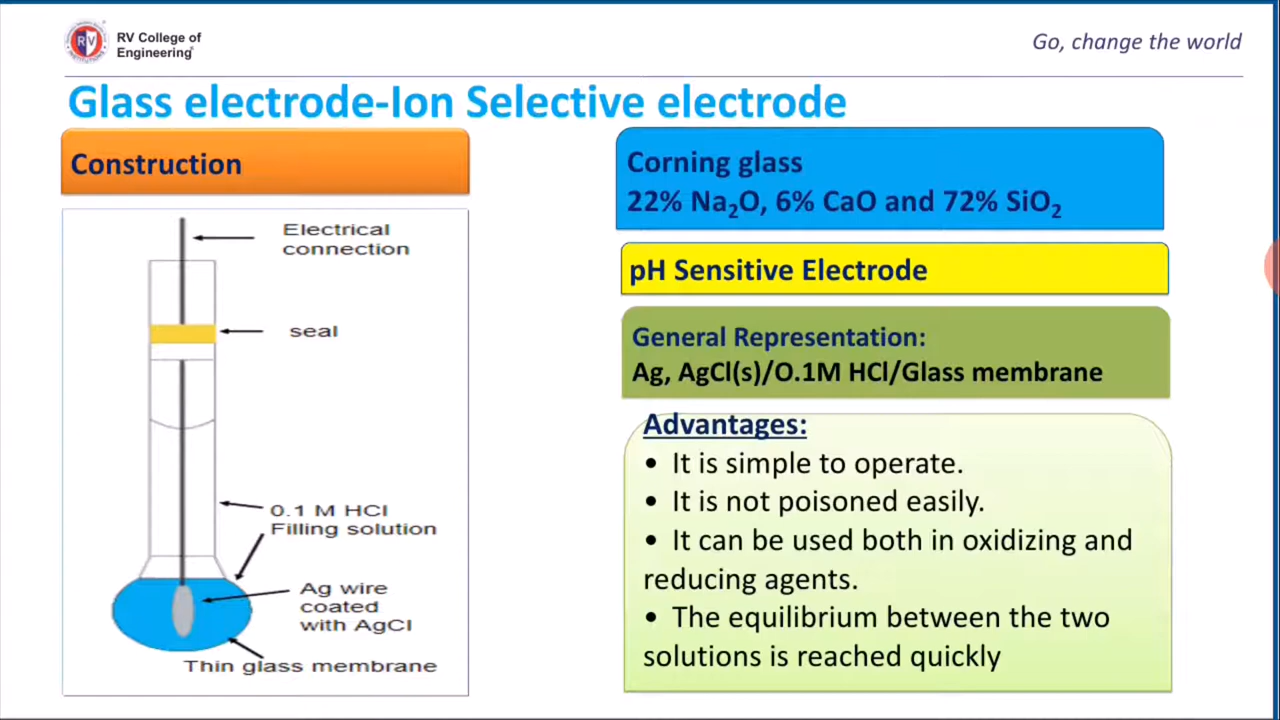 RV College of
Engineering
Go, change the world
Glass electrode-Ion Selective electrode
Construction
Electrical
connection
seal
0.1 M HCl
Filling solution
Ag wire
coated
with AgCl
Thin glass membrane
Corning glass
22% Na₂O, 6% CaO and 72% SiO₂
pH Sensitive Electrode
General Representation:
Ag, AgCl(s)/O.1M HCl/Glass membrane
Advantages:
• It is simple to operate.
• It is not poisoned easily.
• It can be used both in oxidizing and
reducing agents.
• The equilibrium between the two
solutions is reached quickly